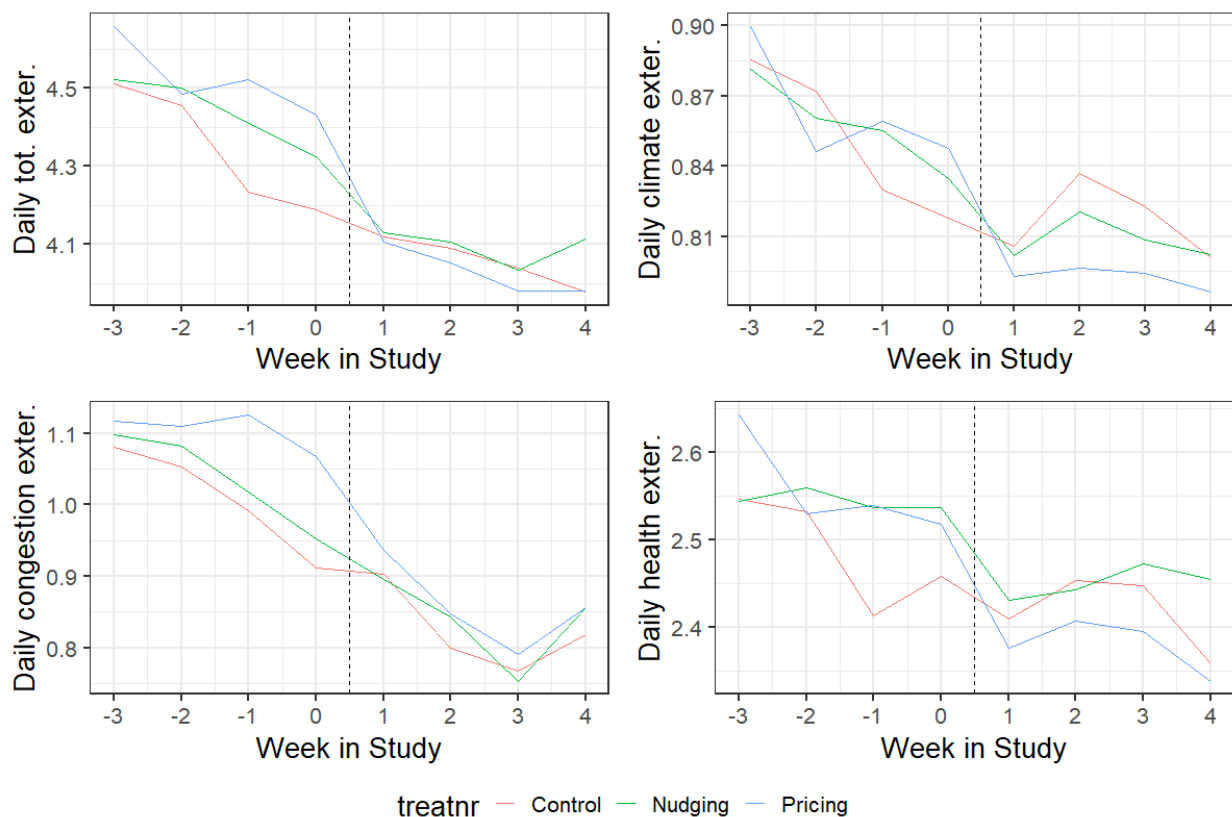 Daily tot. exter.
4.5
4.3
4.1
-3 -2 -1 0 1 2 3 4
Week in Study
Daily climate exter.
0.90
0.87
0.84
0.81
-3 -2 -1 0 1 2 3 4
Week in Study
Daily congestion exter.
1.1
1.0
0.9
0.8
-3 -2 -1 0 1 2 3 4
Week in Study
Daily health exter.
2.6
2.5
2.4
-3 -2 -1 0 1 2 3 4
Week in Study
treatnr Control Nudging Pricing